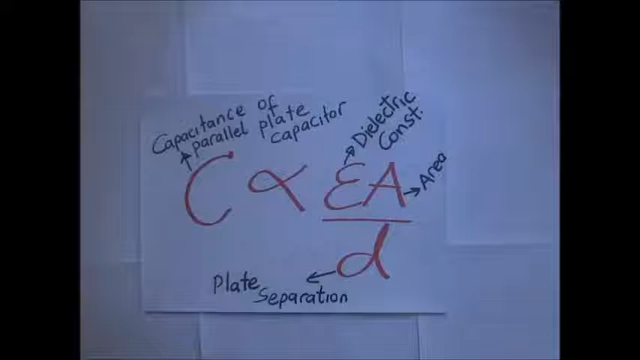 Capacitance of
parallel plate
capacitor
Dielectric
Const.
C ∝ εA
Area
d
Plate
Separation